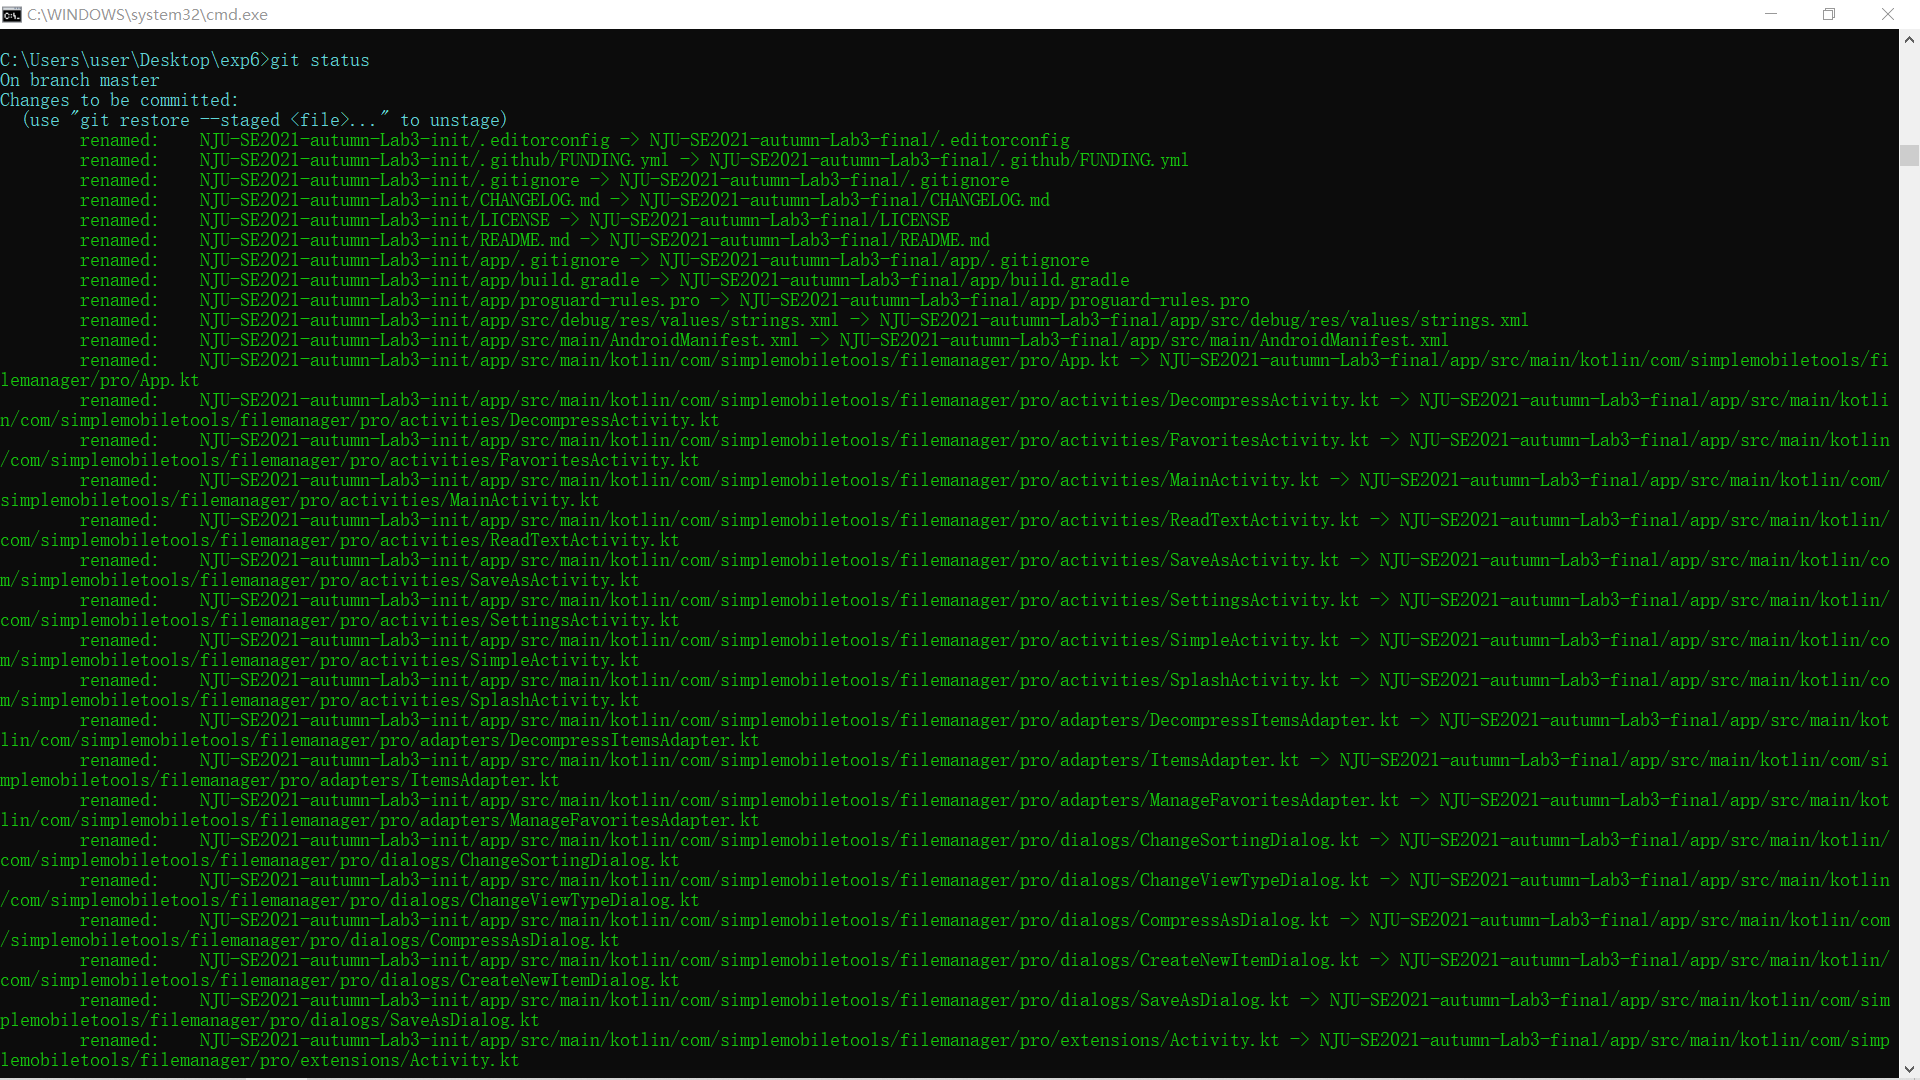 C:\WINDOWS\system32\cmd.exe
C:\Users\user\Desktop\exp6>git status
On branch master
Changes to be committed:
  (use "git restore --staged <file>..." to unstage)
        renamed:    NJU-SE2021-autumn-Lab3-init/.editorconfig -> NJU-SE2021-autumn-Lab3-final/.editorconfig
        renamed:    NJU-SE2021-autumn-Lab3-init/.github/FUNDING.yml -> NJU-SE2021-autumn-Lab3-final/.github/FUNDING.yml
        renamed:    NJU-SE2021-autumn-Lab3-init/.gitignore -> NJU-SE2021-autumn-Lab3-final/.gitignore
        renamed:    NJU-SE2021-autumn-Lab3-init/CHANGELOG.md -> NJU-SE2021-autumn-Lab3-final/CHANGELOG.md
        renamed:    NJU-SE2021-autumn-Lab3-init/LICENSE -> NJU-SE2021-autumn-Lab3-final/LICENSE
        renamed:    NJU-SE2021-autumn-Lab3-init/README.md -> NJU-SE2021-autumn-Lab3-final/README.md
        renamed:    NJU-SE2021-autumn-Lab3-init/app/.gitignore -> NJU-SE2021-autumn-Lab3-final/app/.gitignore
        renamed:    NJU-SE2021-autumn-Lab3-init/app/build.gradle -> NJU-SE2021-autumn-Lab3-final/app/build.gradle
        renamed:    NJU-SE2021-autumn-Lab3-init/app/proguard-rules.pro -> NJU-SE2021-autumn-Lab3-final/app/proguard-rules.pro
        renamed:    NJU-SE2021-autumn-Lab3-init/app/src/debug/res/values/strings.xml -> NJU-SE2021-autumn-Lab3-final/app/src/debug/res/values/strings.xml
        renamed:    NJU-SE2021-autumn-Lab3-init/app/src/main/AndroidManifest.xml -> NJU-SE2021-autumn-Lab3-final/app/src/main/AndroidManifest.xml
        renamed:    NJU-SE2021-autumn-Lab3-init/app/src/main/kotlin/com/simplemobiletools/filemanager/pro/App.kt -> NJU-SE2021-autumn-Lab3-final/app/src/main/kotlin/com/simplemobiletools/fi
lemanager/pro/App.kt
        renamed:    NJU-SE2021-autumn-Lab3-init/app/src/main/kotlin/com/simplemobiletools/filemanager/pro/activities/DecompressActivity.kt -> NJU-SE2021-autumn-Lab3-final/app/src/main/kotli
n/com/simplemobiletools/filemanager/pro/activities/DecompressActivity.kt
        renamed:    NJU-SE2021-autumn-Lab3-init/app/src/main/kotlin/com/simplemobiletools/filemanager/pro/activities/FavoritesActivity.kt -> NJU-SE2021-autumn-Lab3-final/app/src/main/kotlin
/com/simplemobiletools/filemanager/pro/activities/FavoritesActivity.kt
        renamed:    NJU-SE2021-autumn-Lab3-init/app/src/main/kotlin/com/simplemobiletools/filemanager/pro/activities/MainActivity.kt -> NJU-SE2021-autumn-Lab3-final/app/src/main/kotlin/com/
simplemobiletools/filemanager/pro/activities/MainActivity.kt
        renamed:    NJU-SE2021-autumn-Lab3-init/app/src/main/kotlin/com/simplemobiletools/filemanager/pro/activities/ReadTextActivity.kt -> NJU-SE2021-autumn-Lab3-final/app/src/main/kotlin/
com/simplemobiletools/filemanager/pro/activities/ReadTextActivity.kt
        renamed:    NJU-SE2021-autumn-Lab3-init/app/src/main/kotlin/com/simplemobiletools/filemanager/pro/activities/SaveAsActivity.kt -> NJU-SE2021-autumn-Lab3-final/app/src/main/kotlin/co
m/simplemobiletools/filemanager/pro/activities/SaveAsActivity.kt
        renamed:    NJU-SE2021-autumn-Lab3-init/app/src/main/kotlin/com/simplemobiletools/filemanager/pro/activities/SettingsActivity.kt -> NJU-SE2021-autumn-Lab3-final/app/src/main/kotlin/
com/simplemobiletools/filemanager/pro/activities/SettingsActivity.kt
        renamed:    NJU-SE2021-autumn-Lab3-init/app/src/main/kotlin/com/simplemobiletools/filemanager/pro/activities/SimpleActivity.kt -> NJU-SE2021-autumn-Lab3-final/app/src/main/kotlin/co
m/simplemobiletools/filemanager/pro/activities/SimpleActivity.kt
        renamed:    NJU-SE2021-autumn-Lab3-init/app/src/main/kotlin/com/simplemobiletools/filemanager/pro/activities/SplashActivity.kt -> NJU-SE2021-autumn-Lab3-final/app/src/main/kotlin/co
m/simplemobiletools/filemanager/pro/activities/SplashActivity.kt
        renamed:    NJU-SE2021-autumn-Lab3-init/app/src/main/kotlin/com/simplemobiletools/filemanager/pro/adapters/DecompressItemsAdapter.kt -> NJU-SE2021-autumn-Lab3-final/app/src/main/kot
lin/com/simplemobiletools/filemanager/pro/adapters/DecompressItemsAdapter.kt
        renamed:    NJU-SE2021-autumn-Lab3-init/app/src/main/kotlin/com/simplemobiletools/filemanager/pro/adapters/ItemsAdapter.kt -> NJU-SE2021-autumn-Lab3-final/app/src/main/kotlin/com/si
mplemobiletools/filemanager/pro/adapters/ItemsAdapter.kt
        renamed:    NJU-SE2021-autumn-Lab3-init/app/src/main/kotlin/com/simplemobiletools/filemanager/pro/adapters/ManageFavoritesAdapter.kt -> NJU-SE2021-autumn-Lab3-final/app/src/main/kot
lin/com/simplemobiletools/filemanager/pro/adapters/ManageFavoritesAdapter.kt
        renamed:    NJU-SE2021-autumn-Lab3-init/app/src/main/kotlin/com/simplemobiletools/filemanager/pro/dialogs/ChangeSortingDialog.kt -> NJU-SE2021-autumn-Lab3-final/app/src/main/kotlin/
com/simplemobiletools/filemanager/pro/dialogs/ChangeSortingDialog.kt
        renamed:    NJU-SE2021-autumn-Lab3-init/app/src/main/kotlin/com/simplemobiletools/filemanager/pro/dialogs/ChangeViewTypeDialog.kt -> NJU-SE2021-autumn-Lab3-final/app/src/main/kotlin
/com/simplemobiletools/filemanager/pro/dialogs/ChangeViewTypeDialog.kt
        renamed:    NJU-SE2021-autumn-Lab3-init/app/src/main/kotlin/com/simplemobiletools/filemanager/pro/dialogs/CompressAsDialog.kt -> NJU-SE2021-autumn-Lab3-final/app/src/main/kotlin/com
/simplemobiletools/filemanager/pro/dialogs/CompressAsDialog.kt
        renamed:    NJU-SE2021-autumn-Lab3-init/app/src/main/kotlin/com/simplemobiletools/filemanager/pro/dialogs/CreateNewItemDialog.kt -> NJU-SE2021-autumn-Lab3-final/app/src/main/kotlin/
com/simplemobiletools/filemanager/pro/dialogs/CreateNewItemDialog.kt
        renamed:    NJU-SE2021-autumn-Lab3-init/app/src/main/kotlin/com/simplemobiletools/filemanager/pro/dialogs/SaveAsDialog.kt -> NJU-SE2021-autumn-Lab3-final/app/src/main/kotlin/com/sim
plemobiletools/filemanager/pro/dialogs/SaveAsDialog.kt
        renamed:    NJU-SE2021-autumn-Lab3-init/app/src/main/kotlin/com/simplemobiletools/filemanager/pro/extensions/Activity.kt -> NJU-SE2021-autumn-Lab3-final/app/src/main/kotlin/com/simp
lemobiletools/filemanager/pro/extensions/Activity.kt